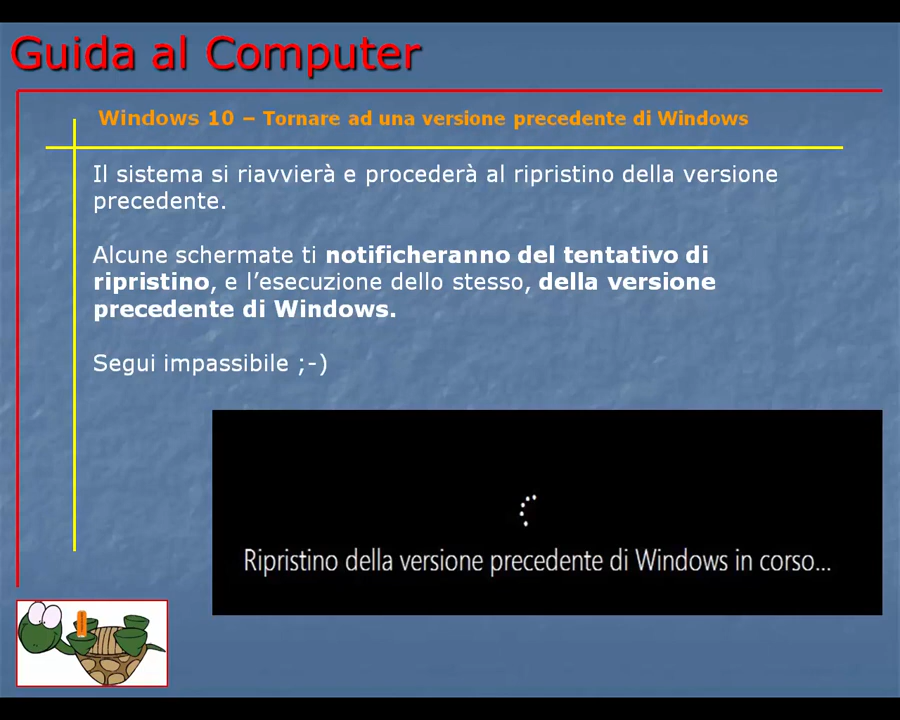 Guida al Computer
Windows 10 – Tornare ad una versione precedente di Windows
Il sistema si riavvierà e procederà al ripristino della versione
precedente.
Alcune schermate ti notificheranno del tentativo di
ripristino, e l’esecuzione dello stesso, della versione
precedente di Windows.
Segui impassibile ;-)
Ripristino della versione precedente di Windows in corso...